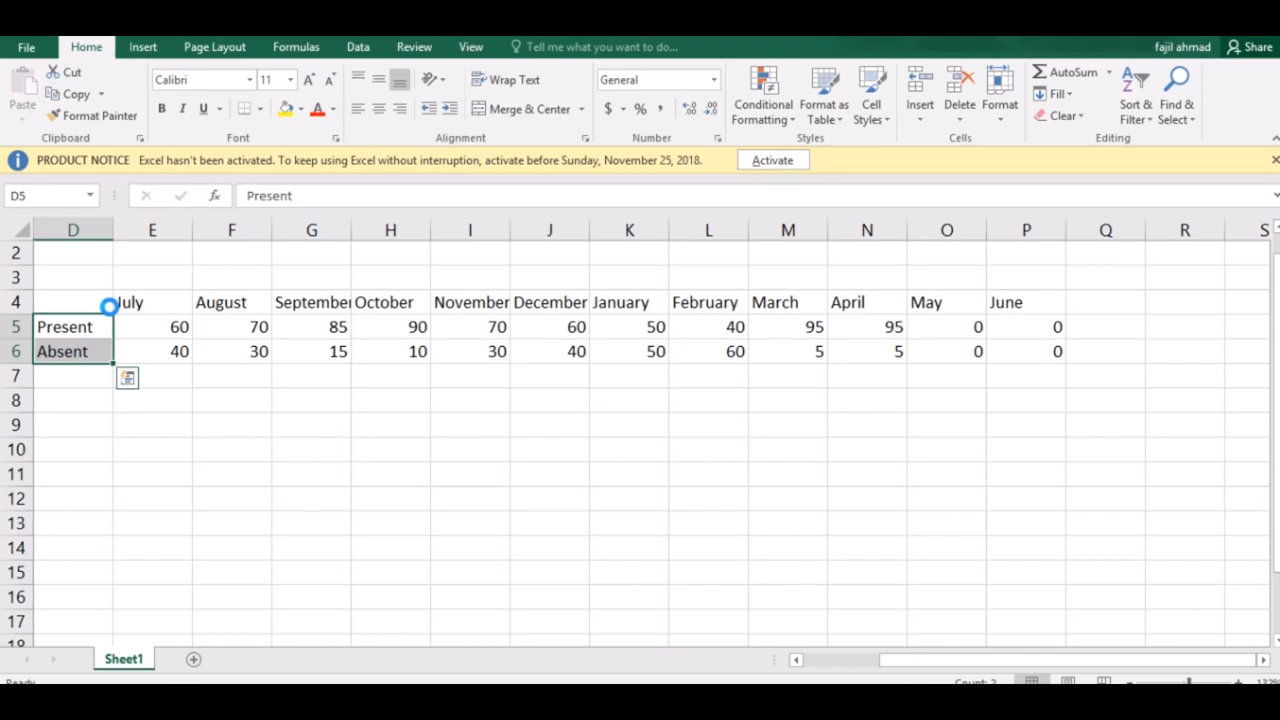 File Home Insert Page Layout Formulas Data Review View Tell me what you want to do... fajil ahmad Share
Cut
Copy
Format Painter
Paste
Clipboard
Calibri 11
B I U
Font
Wrap Text
Merge & Center
Alignment
General
$ % ,
Number
Conditional Formatting
Format as Table
Cell Styles
Styles
Insert Delete Format
Cells
AutoSum
Fill
Clear
Sort & Filter
Find & Select
Editing
PRODUCT NOTICE Excel hasn't been activated. To keep using Excel without interruption, activate before Sunday, November 25, 2018. Activate
D5 fx Present
D E F G H I J K L M N O P Q R S
2
3
4 July August September October November December January February March April May June
5 Present 60 70 85 90 70 60 50 40 95 95 0 0
6 Absent 40 30 15 10 30 40 50 60 5 5 0 0
7
8
9
10
11
12
13
14
15
16
17
18
Sheet1
Ready Count: 2 132%